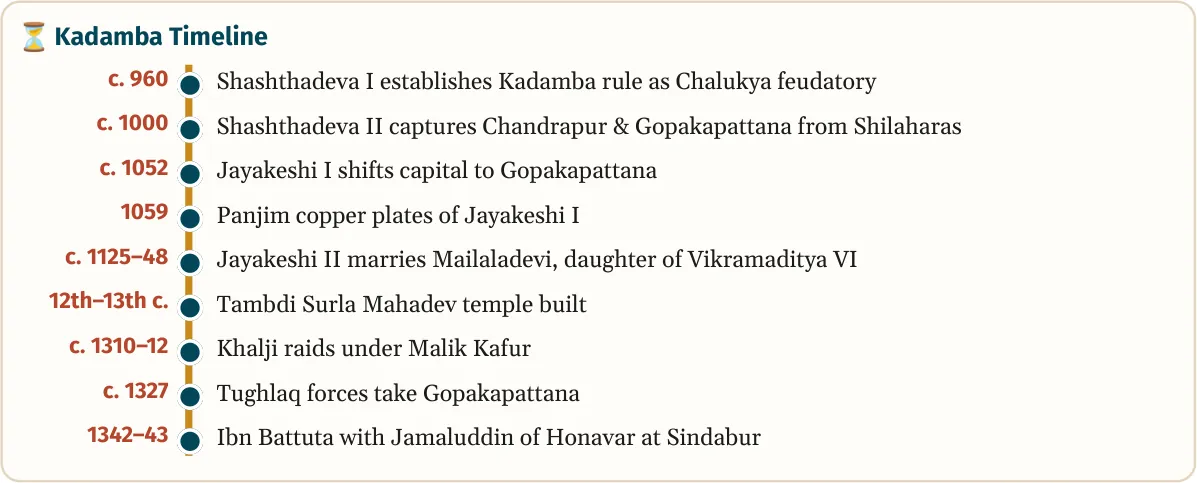 ⏳ Kadamba Timeline
c. 960 Shashthadeva I establishes Kadamba rule as Chalukya feudatory
c. 1000 Shashthadeva II captures Chandrapur & Gopakapattana from Shilaharas
c. 1052 Jayakeshi I shifts capital to Gopakapattana
1059 Panjim copper plates of Jayakeshi I
c. 1125–48 Jayakeshi II marries Mailaladevi, daughter of Vikramaditya VI
12th–13th c. Tambdi Surla Mahadev temple built
c. 1310–12 Khalji raids under Malik Kafur
c. 1327 Tughlaq forces take Gopakapattana
1342–43 Ibn Battuta with Jamaluddin of Honavar at Sindabur